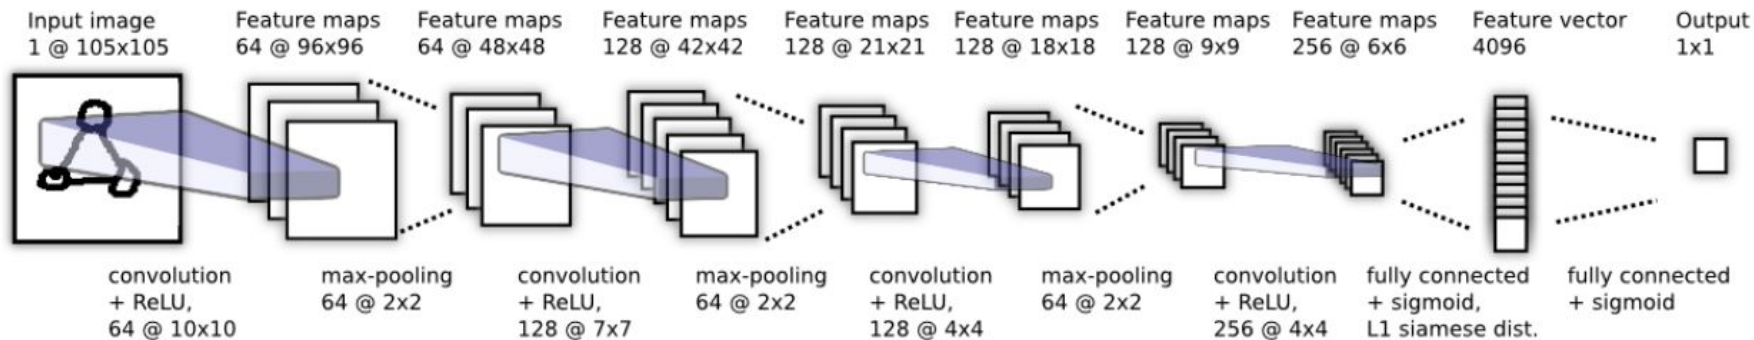 Input image
1 @ 105x105
Feature maps
64 @ 96x96
Feature maps
64 @ 48x48
Feature maps
128 @ 42x42
Feature maps
128 @ 21x21
Feature maps
128 @ 18x18
Feature maps
128 @ 9x9
Feature maps
256 @ 6x6
Feature vector
4096
Output
1x1
convolution
+ ReLU,
64 @ 10x10
max-pooling
64 @ 2x2
convolution
+ ReLU,
128 @ 7x7
max-pooling
64 @ 2x2
convolution
+ ReLU,
128 @ 4x4
max-pooling
64 @ 2x2
convolution
+ ReLU,
256 @ 4x4
fully connected
+ sigmoid,
L1 siamese dist.
fully connected
+ sigmoid